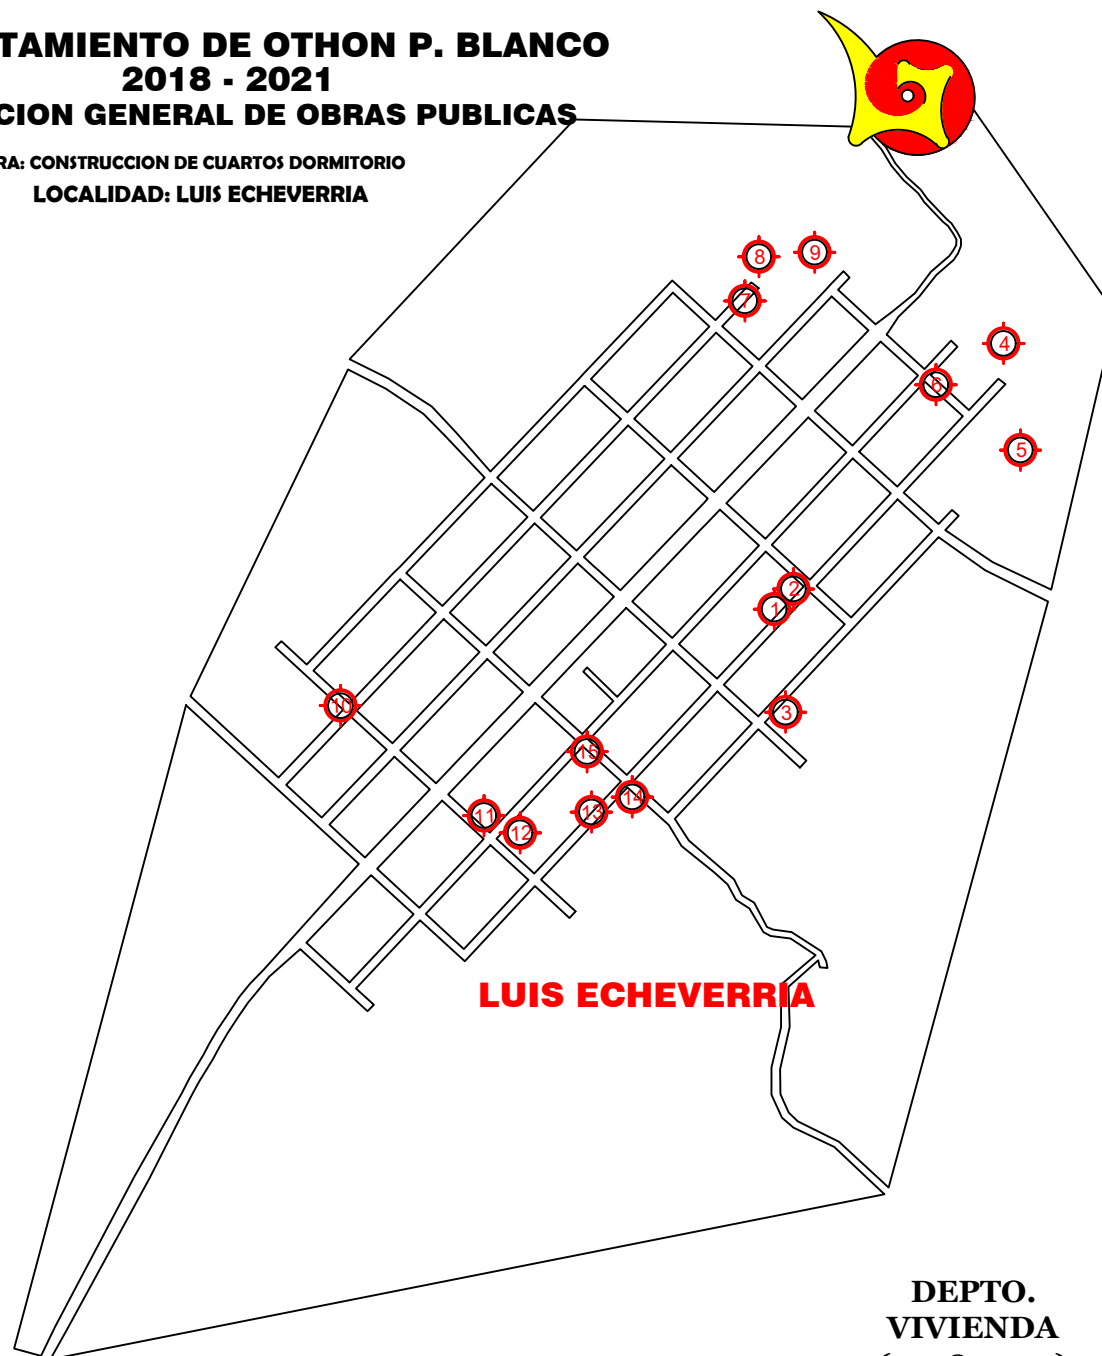 TAMIENTO DE OTHON P. BLANCO
2018 - 2021
CION GENERAL DE OBRAS PUBLICAS
RA: CONSTRUCCION DE CUARTOS DORMITORIO
LOCALIDAD: LUIS ECHEVERRIA
8
9
7
4
6
5
2
1
10
3
15
14
13
11
12
LUIS ECHEVERRIA
DEPTO.
VIVIENDA